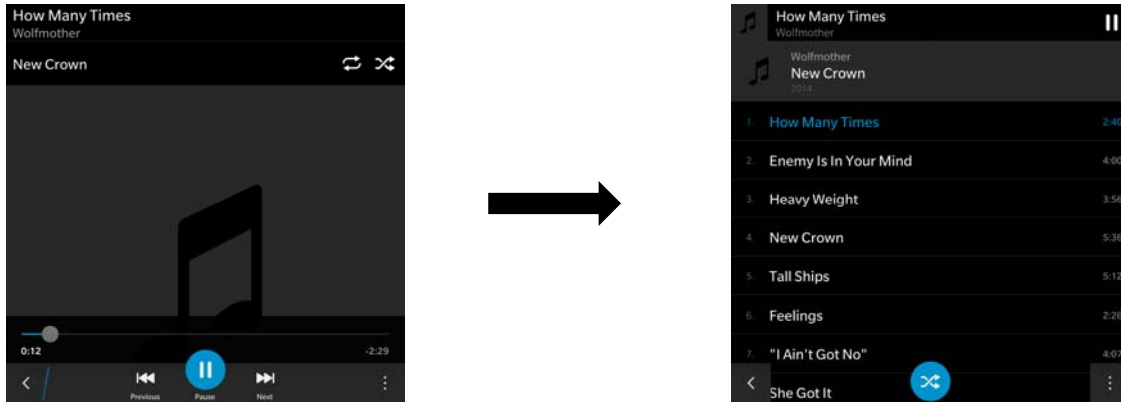 How Many Times
Wolfmother
New Crown
0:12 -2:29
Previous Pause Next
How Many Times
Wolfmother
Wolfmother
New Crown
2014
1. How Many Times 2:40
2. Enemy Is In Your Mind 4:00
3. Heavy Weight 3:56
4. New Crown 5:36
5. Tall Ships 5:12
6. Feelings 2:26
7. "I Ain't Got No" 4:07
She Got It